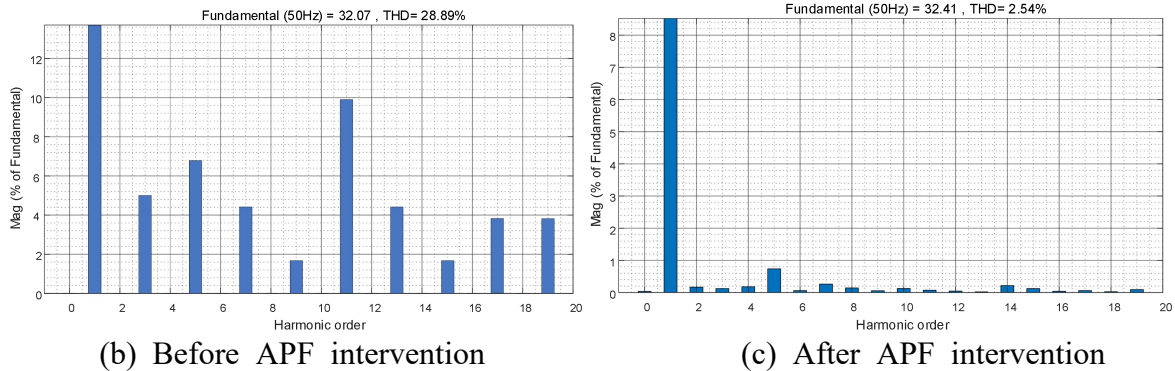 Fundamental (50Hz) = 32.07 , THD= 28.89%
Mag (% of Fundamental)
12
10
8
6
4
2
0
0 2 4 6 8 10 12 14 16 18 20
Harmonic order
(b) Before APF intervention
Fundamental (50Hz) = 32.41 , THD= 2.54%
Mag (% of Fundamental)
8
7
6
5
4
3
2
1
0
0 2 4 6 8 10 12 14 16 18 20
Harmonic order
(c) After APF intervention